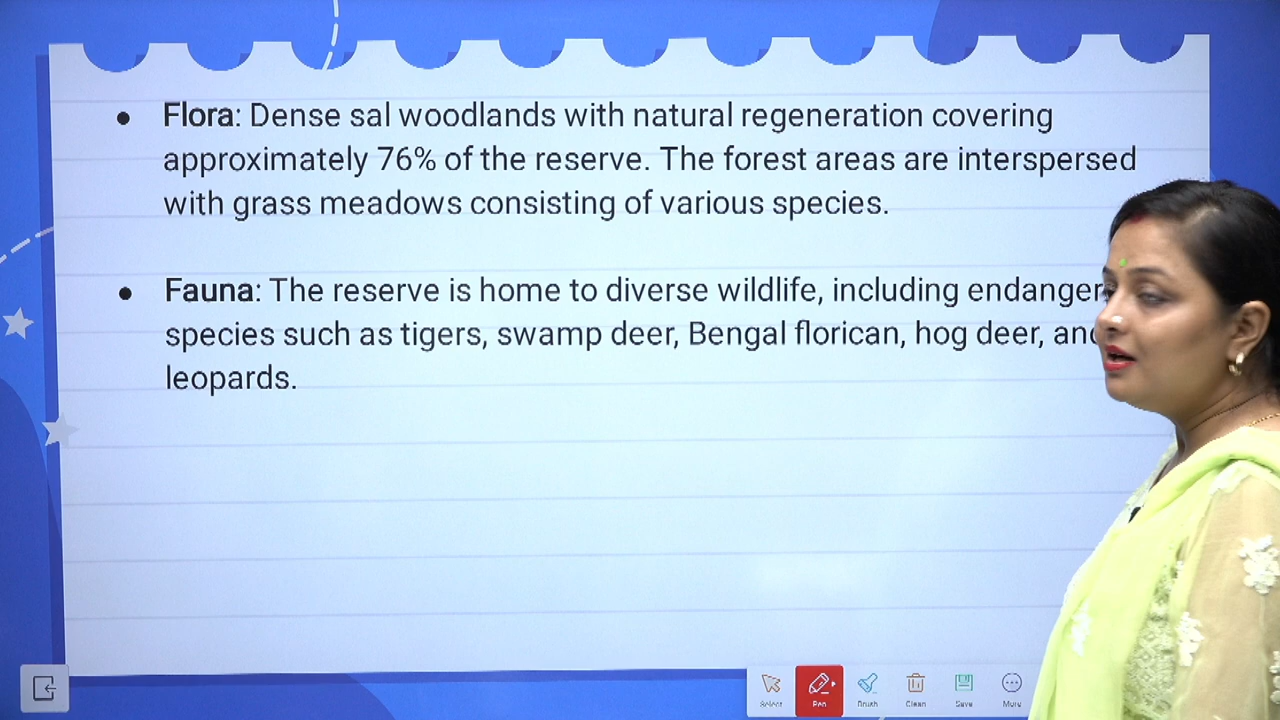 • Flora: Dense sal woodlands with natural regeneration covering
approximately 76% of the reserve. The forest areas are interspersed
with grass meadows consisting of various species.
• Fauna: The reserve is home to diverse wildlife, including endanger
species such as tigers, swamp deer, Bengal florican, hog deer, and
leopards.
Select Pen Brush Clean Save More